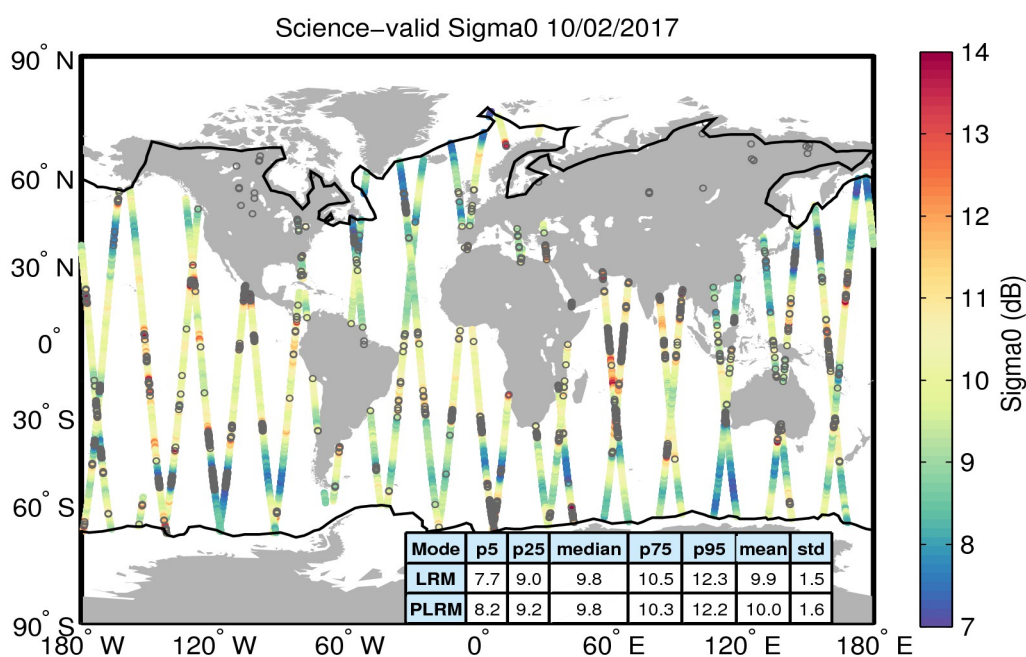 Science−valid Sigma0 10/02/2017
90° N
60° N
30° N
0°
30° S
60° S
90° S
180° W
120° W
60° W
0°
60° E
120° E
180° E
14
13
12
11
10
9
8
7
Sigma0 (dB)
Mode p5 p25 median p75 p95 mean std
LRM 7.7 9.0 9.8 10.5 12.3 9.9 1.5
PLRM 8.2 9.2 9.8 10.3 12.2 10.0 1.6